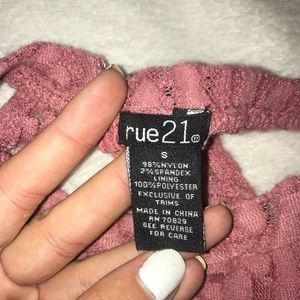 rue21
S
98%NYLON
2%SPANDEX
LINING
100%POLYESTER
EXCLUSIVE OF
TRIMS
MADE IN CHINA
RN 70829
SEE REVERSE
FOR CARE